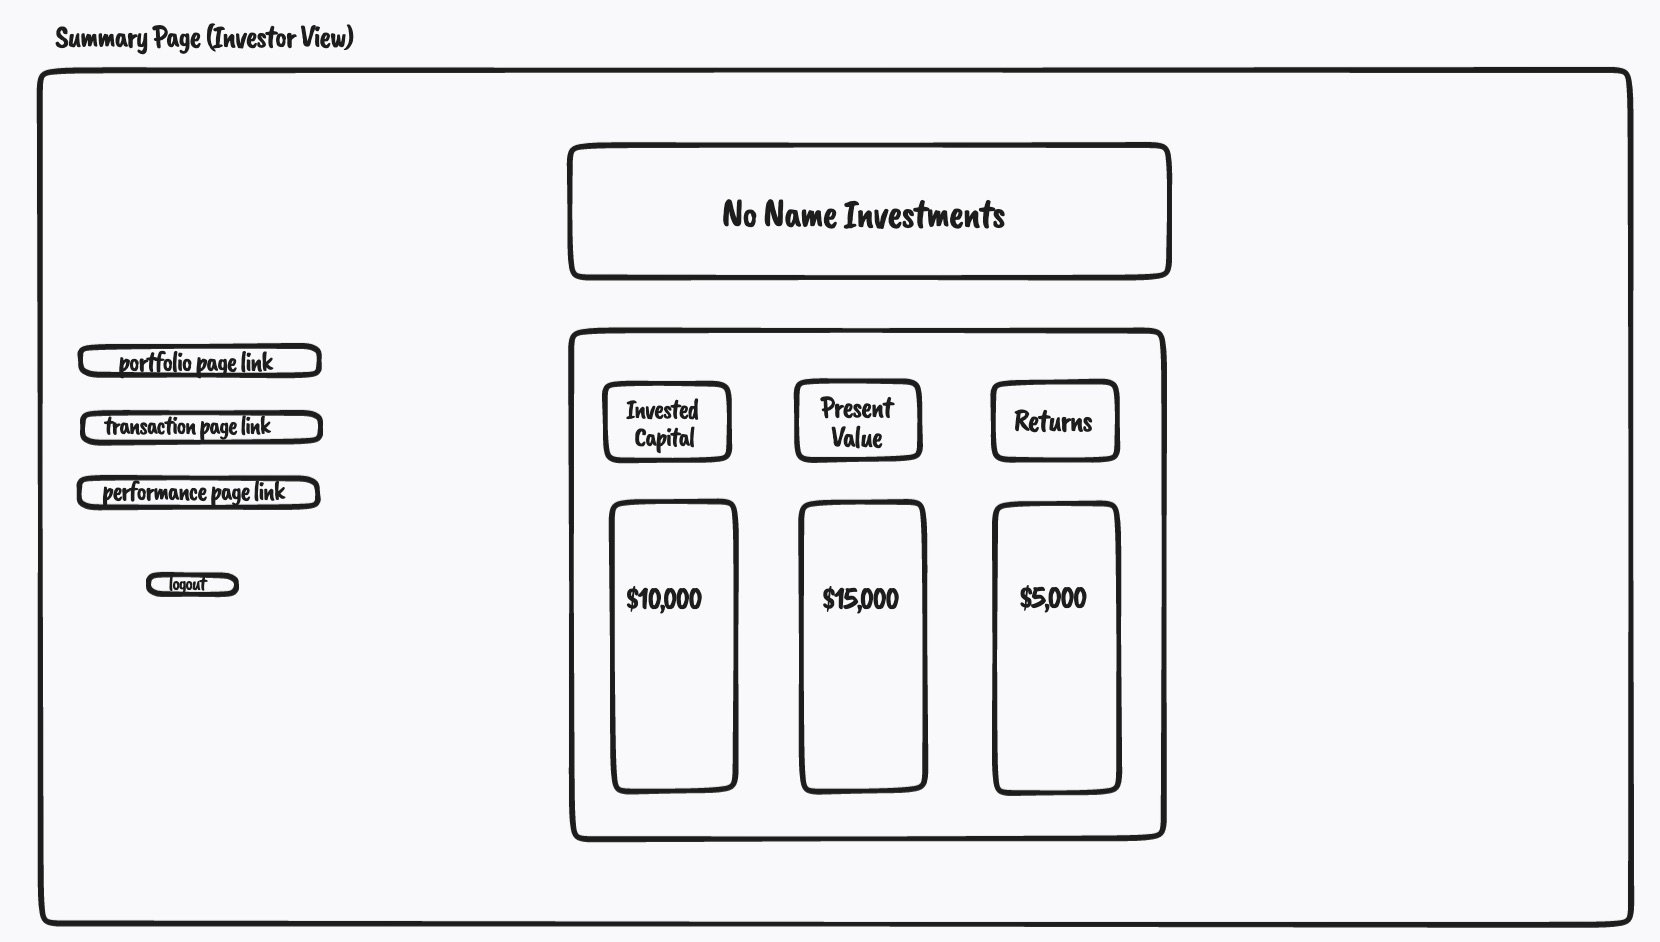 Summary Page (Investor View)
No Name Investments
portfolio page link
transaction page link
performance page link
logout
Invested
Capital
Present
Value
Returns
$10,000
$15,000
$5,000